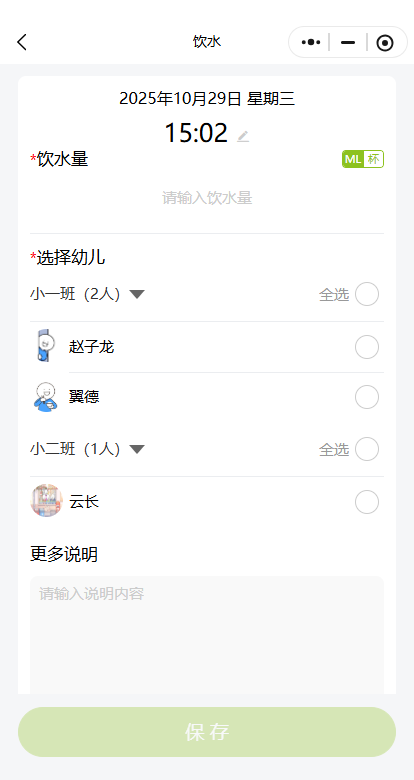 饮水
2025年10月29日 星期三
15:02
*饮水量
ML 杯
请输入饮水量
*选择幼儿
小一班（2人） 全选
赵子龙
翼德
小二班（1人） 全选
云长
更多说明
请输入说明内容
保存